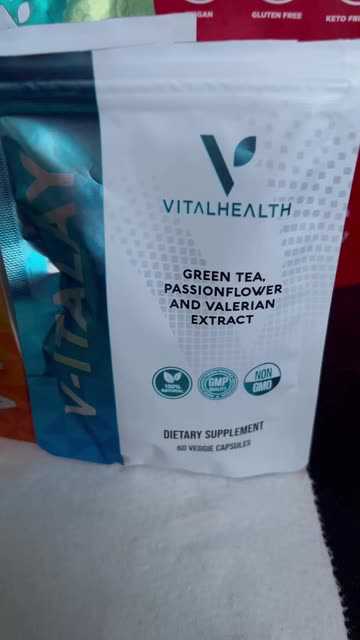 VEGAN
GLUTEN FREE
KETO FRI
V-ITALAY
VITALHEALTH
GREEN TEA,
PASSIONFLOWER
AND VALERIAN
EXTRACT
100%
NATURAL
GMP
QUALITY
NON
GMO
DIETARY SUPPLEMENT
60 VEGGIE CAPSULES